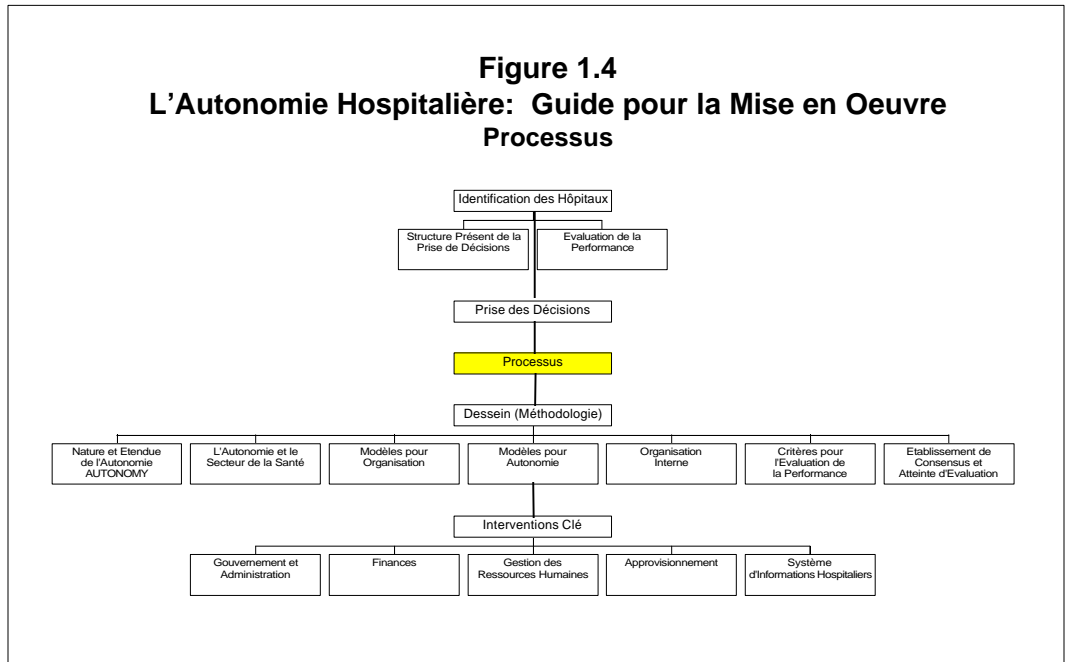 Figure 1.4
L'Autonomie Hospitalière: Guide pour la Mise en Oeuvre
Processus
Identification des Hôpitaux
Structure Présent de la
Prise de Décisions
Evaluation de la
Performance
Prise des Décisions
Processus
Dessein (Méthodologie)
Nature et Etendue
de l'Autonomie
AUTONOMY
L'Autonomie et le
Secteur de la Santé
Modèles pour
Organisation
Modèles pour
Autonomie
Organisation
Interne
Critères pour
l'Evaluation de
la Performance
Etablissement de
Consensus et
Atteinte d'Evaluation
Interventions Clé
Gouvernement et
Administration
Finances
Gestion des
Ressources Humaines
Approvisionnement
Système
d'Informations Hospitaliers